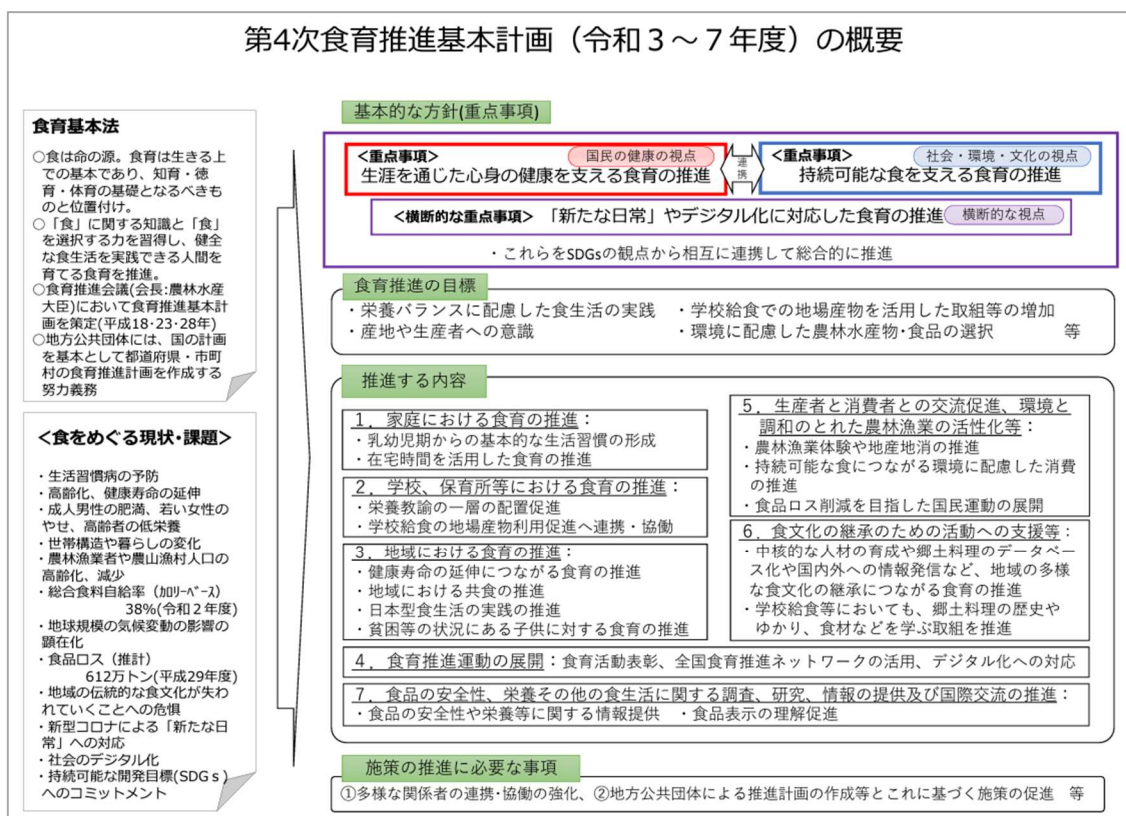 第4次食育推進基本計画（令和３～７年度）の概要
食育基本法
○食は命の源。食育は生きる上
での基本であり、知育・徳
育・体育の基礎となるべきも
のと位置付け。
○「食」に関する知識と「食」
を選択する力を習得し、健全
な食生活を実践できる人間を
育てる食育を推進。
○食育推進会議(会長:農林水産
大臣)において食育推進基本計
画を策定(平成18･23･28年)
○地方公共団体には、国の計画
を基本として都道府県・市町
村の食育推進計画を作成する
努力義務
＜食をめぐる現状･課題＞
・生活習慣病の予防
・高齢化、健康寿命の延伸
・成人男性の肥満、若い女性の
やせ、高齢者の低栄養
・世帯構造や暮らしの変化
・農林漁業者や農山漁村人口の
高齢化、減少
・総合食料自給率（ｶﾛﾘｰﾍﾞｰｽ）
38%(令和２年度)
・地球規模の気候変動の影響の
顕在化
・食品ロス（推計）
612万トン(平成29年度)
・地域の伝統的な食文化が失わ
れていくことへの危惧
・新型コロナによる「新たな日
常」への対応
・社会のデジタル化
・持続可能な開発目標(SDGｓ)
へのコミットメント
基本的な方針(重点事項)
<重点事項>
国民の健康の視点
生涯を通じた心身の健康を支える食育の推進
連携
<重点事項>
社会・環境・文化の視点
持続可能な食を支える食育の推進
<横断的な重点事項> 「新たな日常」やデジタル化に対応した食育の推進
横断的な視点
・これらをSDGsの観点から相互に連携して総合的に推進
食育推進の目標
・栄養バランスに配慮した食生活の実践 ・学校給食での地場産物を活用した取組等の増加
・産地や生産者への意識 ・環境に配慮した農林水産物･食品の選択 等
推進する内容
１．家庭における食育の推進：
・乳幼児期からの基本的な生活習慣の形成
・在宅時間を活用した食育の推進
２．学校、保育所等における食育の推進：
・栄養教諭の一層の配置促進
・学校給食の地場産物利用促進へ連携・協働
３．地域における食育の推進：
・健康寿命の延伸につながる食育の推進
・地域における共食の推進
・日本型食生活の実践の推進
・貧困等の状況にある子供に対する食育の推進
５．生産者と消費者との交流促進、環境と
調和のとれた農林漁業の活性化等：
・農林漁業体験や地産地消の推進
・持続可能な食につながる環境に配慮した消費
の推進
・食品ロス削減を目指した国民運動の展開
６．食文化の継承のための活動への支援等：
・中核的な人材の育成や郷土料理のデータベー
ス化や国内外への情報発信など、地域の多様
な食文化の継承につながる食育の推進
・学校給食等においても、郷土料理の歴史や
ゆかり、食材などを学ぶ取組を推進
４．食育推進運動の展開：食育活動表彰、全国食育推進ネットワークの活用、デジタル化への対応
７．食品の安全性、栄養その他の食生活に関する調査、研究、情報の提供及び国際交流の推進：
・食品の安全性や栄養等に関する情報提供 ・食品表示の理解促進
施策の推進に必要な事項
①多様な関係者の連携･協働の強化、②地方公共団体による推進計画の作成等とこれに基づく施策の促進 等